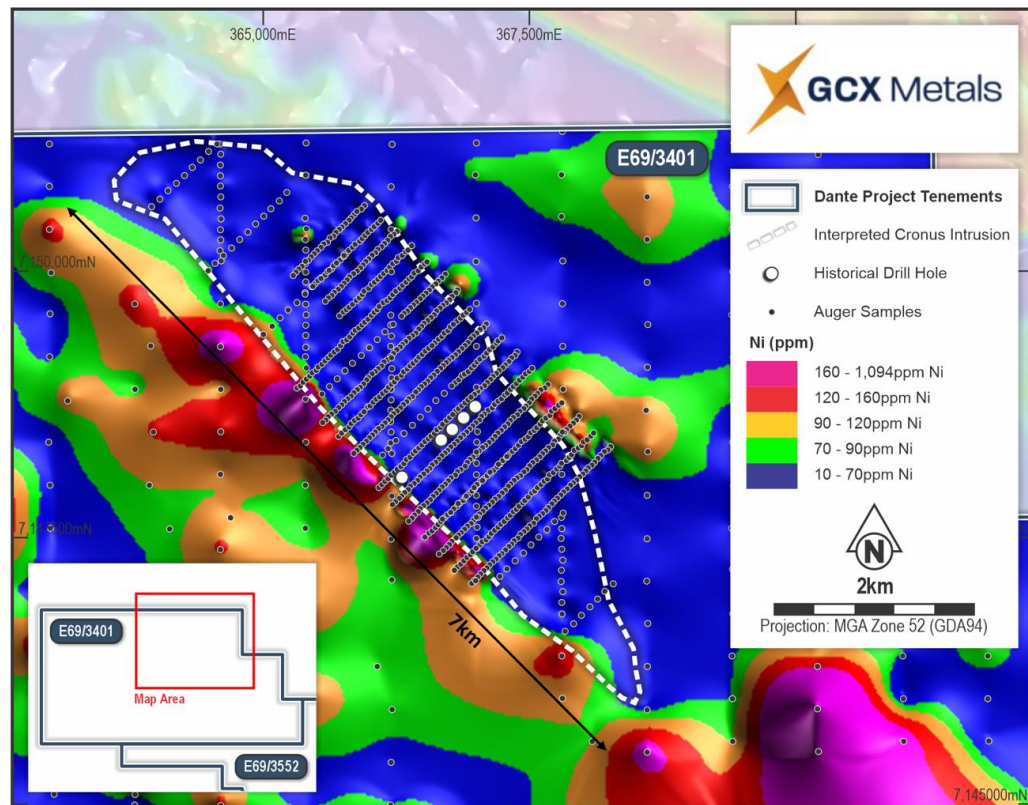 365,000mE
367,500mE
GCX Metals
E69/3401
Dante Project Tenements
Interpreted Cronus Intrusion
Historical Drill Hole
Auger Samples
Ni (ppm)
160 - 1,094ppm Ni
120 - 160ppm Ni
90 - 120ppm Ni
70 - 90ppm Ni
10 - 70ppm Ni
N
2km
Projection: MGA Zone 52 (GDA94)
7,150,000mN
7km
E69/3401
Map Area
E69/3552
7,145000mN